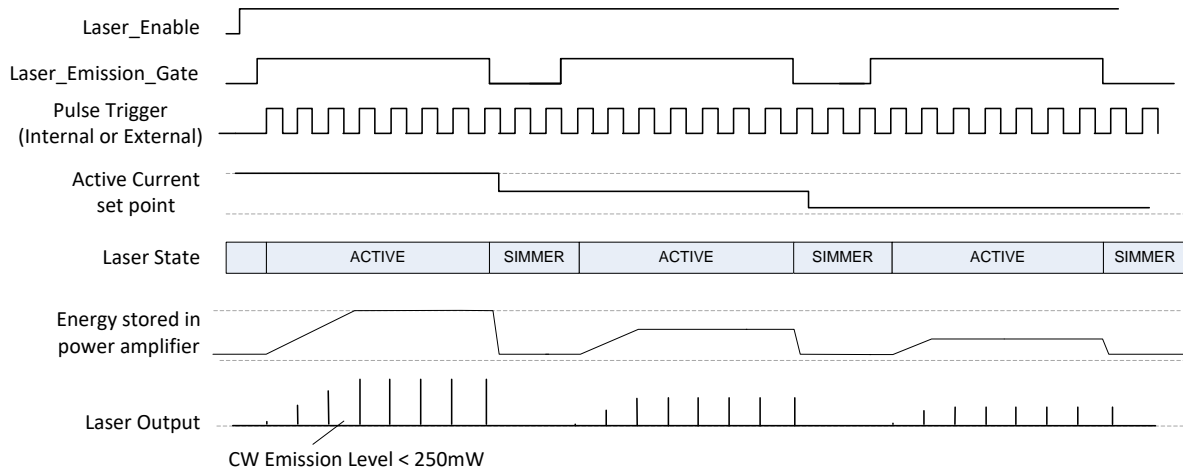 Laser_Enable
Laser_Emission_Gate
Pulse Trigger
(Internal or External)
Active Current
set point
Laser State
ACTIVE
SIMMER
ACTIVE
SIMMER
ACTIVE
SIMMER
Energy stored in
power amplifier
Laser Output
CW Emission Level < 250mW